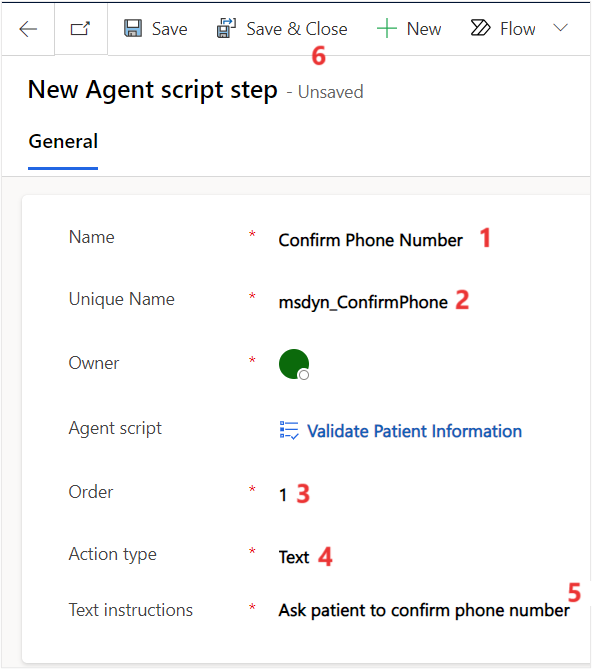 Save Save & Close New Flow
6
New Agent script step - Unsaved
General
Name * Confirm Phone Number 1
Unique Name * msdyn_ConfirmPhone 2
Owner *
Agent script Validate Patient Information
Order * 1 3
Action type * Text 4
5
Text instructions * Ask patient to confirm phone number